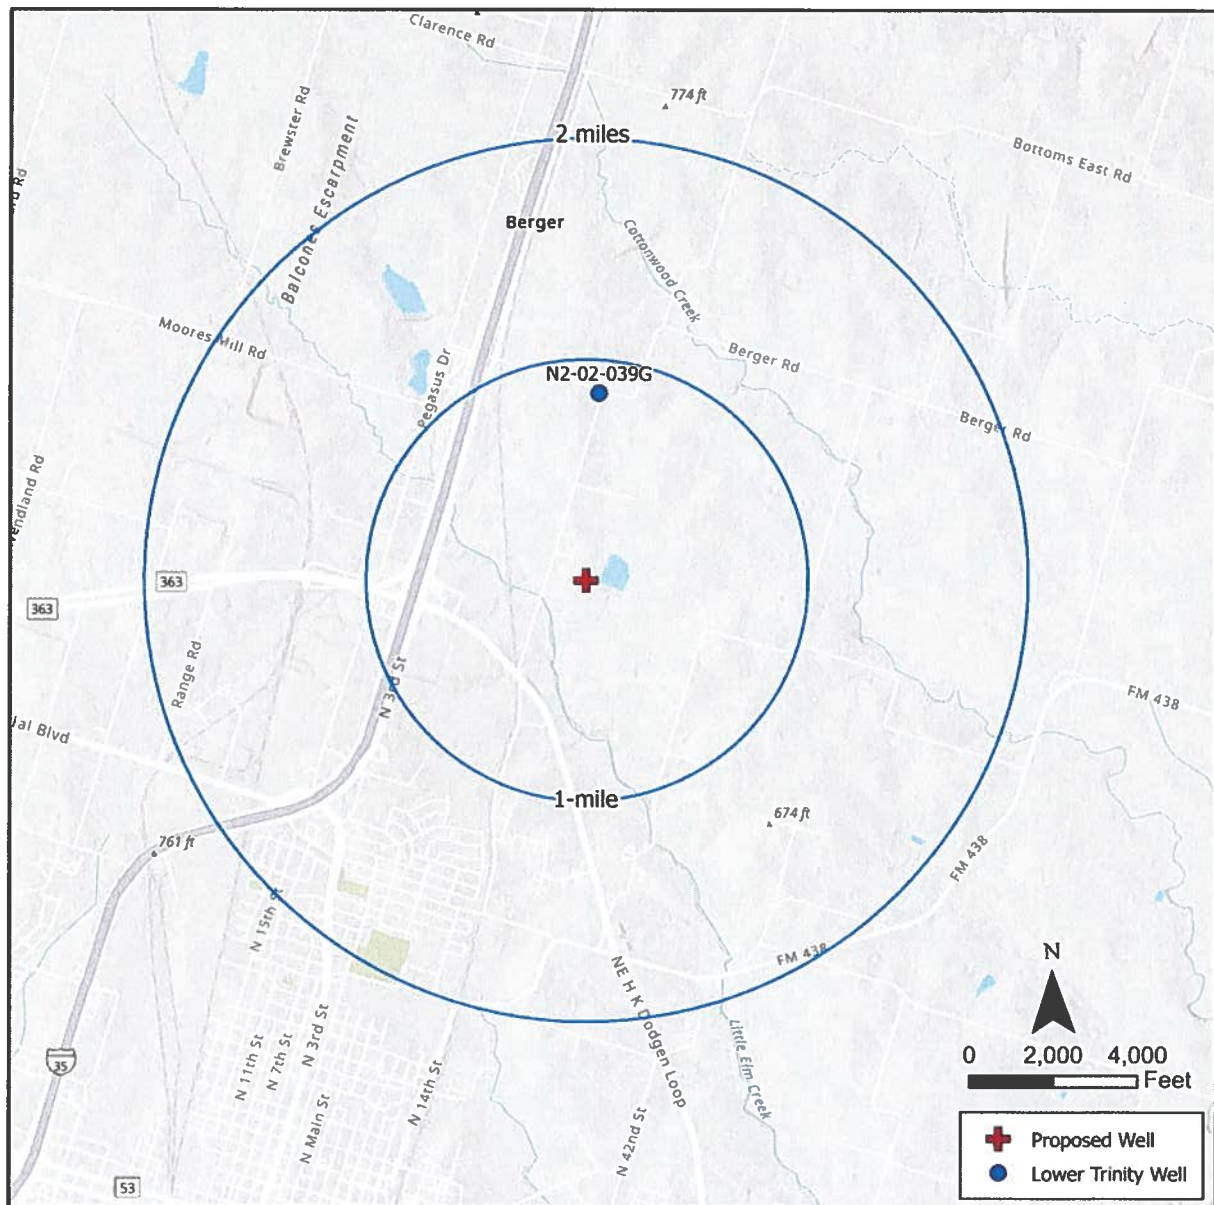 Clarence Rd
774 ft
Brewster Rd
2 miles
Bottoms East Rd
Balcones Escarpment
Rd
Berger
Cottonwood Creek
Moores Mill Rd
Pegasus Dr
Berger Rd
N2-02-039G
Berger Rd
363
363
Range Rd
N 3rd St
FM 438
Blvd
1-mile
674 ft
761 ft
FM 438
N 15th St
FM 438
NE H K Dodgen Loop
N
Little Elm Creek
N 11th St
N 7th St
N 3rd St
35
N 14th St
0 2,000 4,000
Feet
N Main St
N 42nd St
Proposed Well
Lower Trinity Well
53